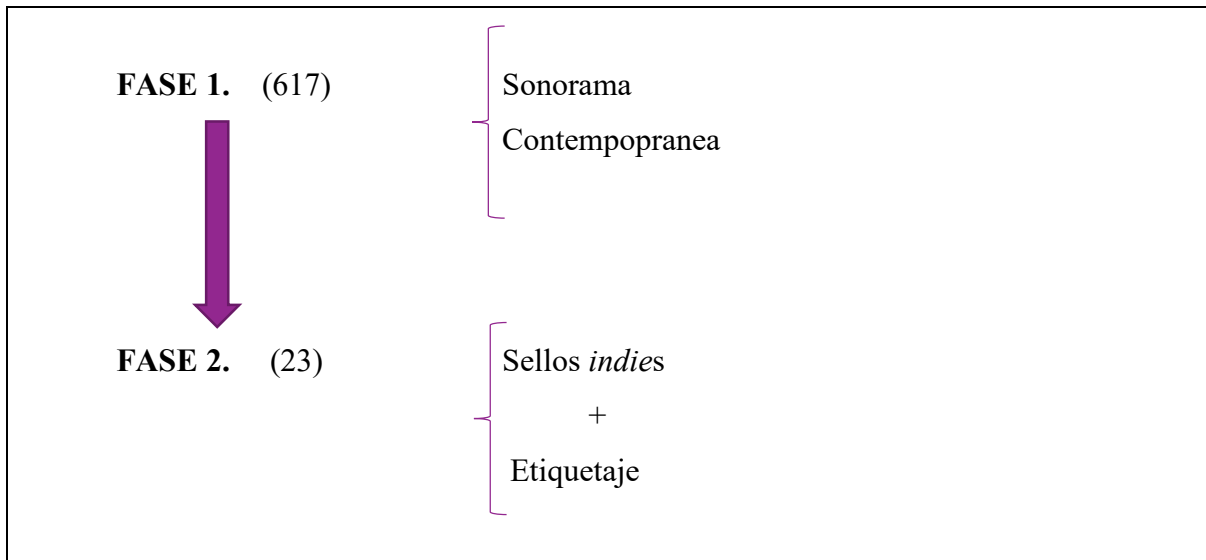 FASE 1. (617)
Sonorama
Contempopranea
FASE 2. (23)
Sellos indies
+
Etiquetaje